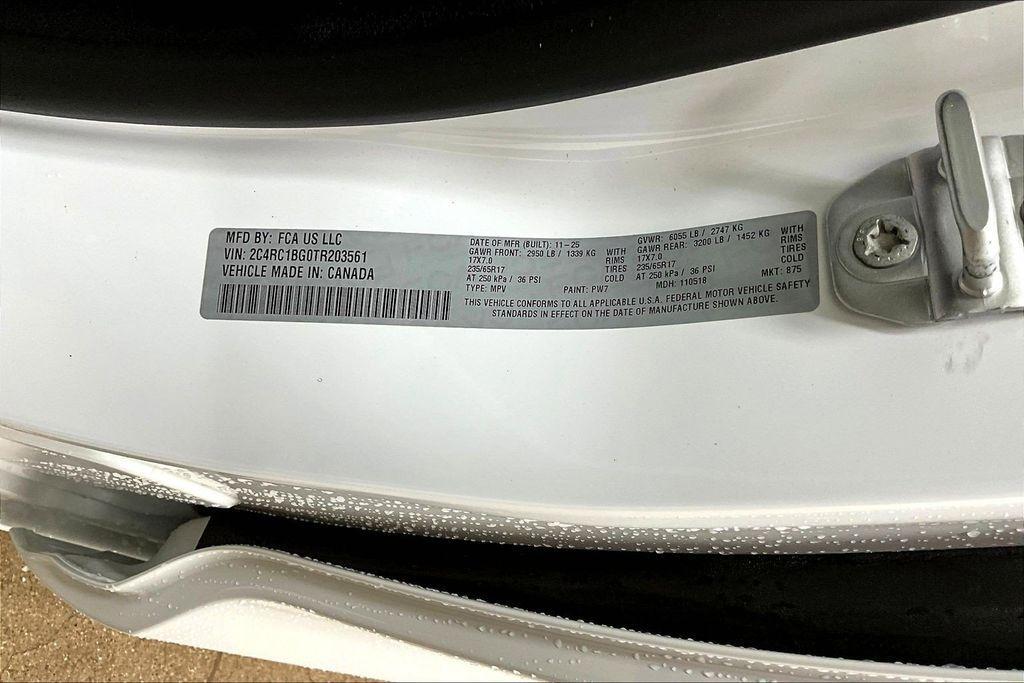 MFD BY: FCA US LLC
VIN: 2C4RC1BG0TR203561
VEHICLE MADE IN: CANADA
DATE OF MFR (BUILT): 11-25
GAWR FRONT: 2950 LB / 1339 KG WITH
17X7.0 RIMS
235/65R17 TIRES
AT 250 kPa / 36 PSI COLD
TYPE: MPV PAINT: PW7
GVWR: 6055 LB / 2747 KG
GAWR REAR: 3200 LB / 1452 KG WITH
17X7.0 RIMS
235/65R17 TIRES
AT 250 kPa / 36 PSI COLD
MDH: 110518 MKT: 875
THIS VEHICLE CONFORMS TO ALL APPLICABLE U.S.A. FEDERAL MOTOR VEHICLE SAFETY
STANDARDS IN EFFECT ON THE DATE OF MANUFACTURE SHOWN ABOVE.